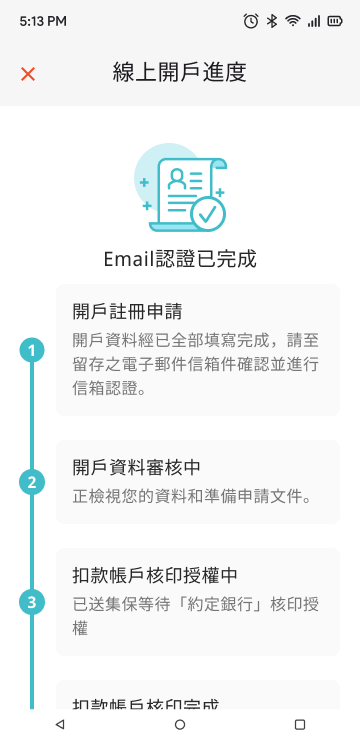 5:13 PM
線上開戶進度
Email認證已完成
開戶註冊申請
1
開戶資料經已全部填寫完成，請至
留存之電子郵件信箱件確認並進行
信箱認證。
開戶資料審核中
2
正檢視您的資料和準備申請文件。
扣款帳戶核印授權中
3
已送集保等待「約定銀行」核印授
權
扣款帳戶核印完成